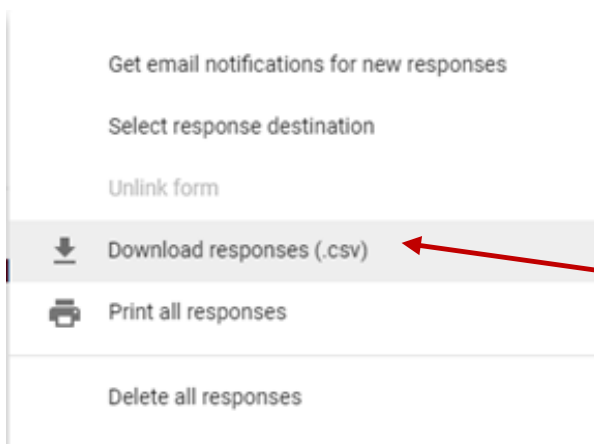 Get email notifications for new responses
Select response destination
Unlink form
Download responses (.csv)
Print all responses
Delete all responses